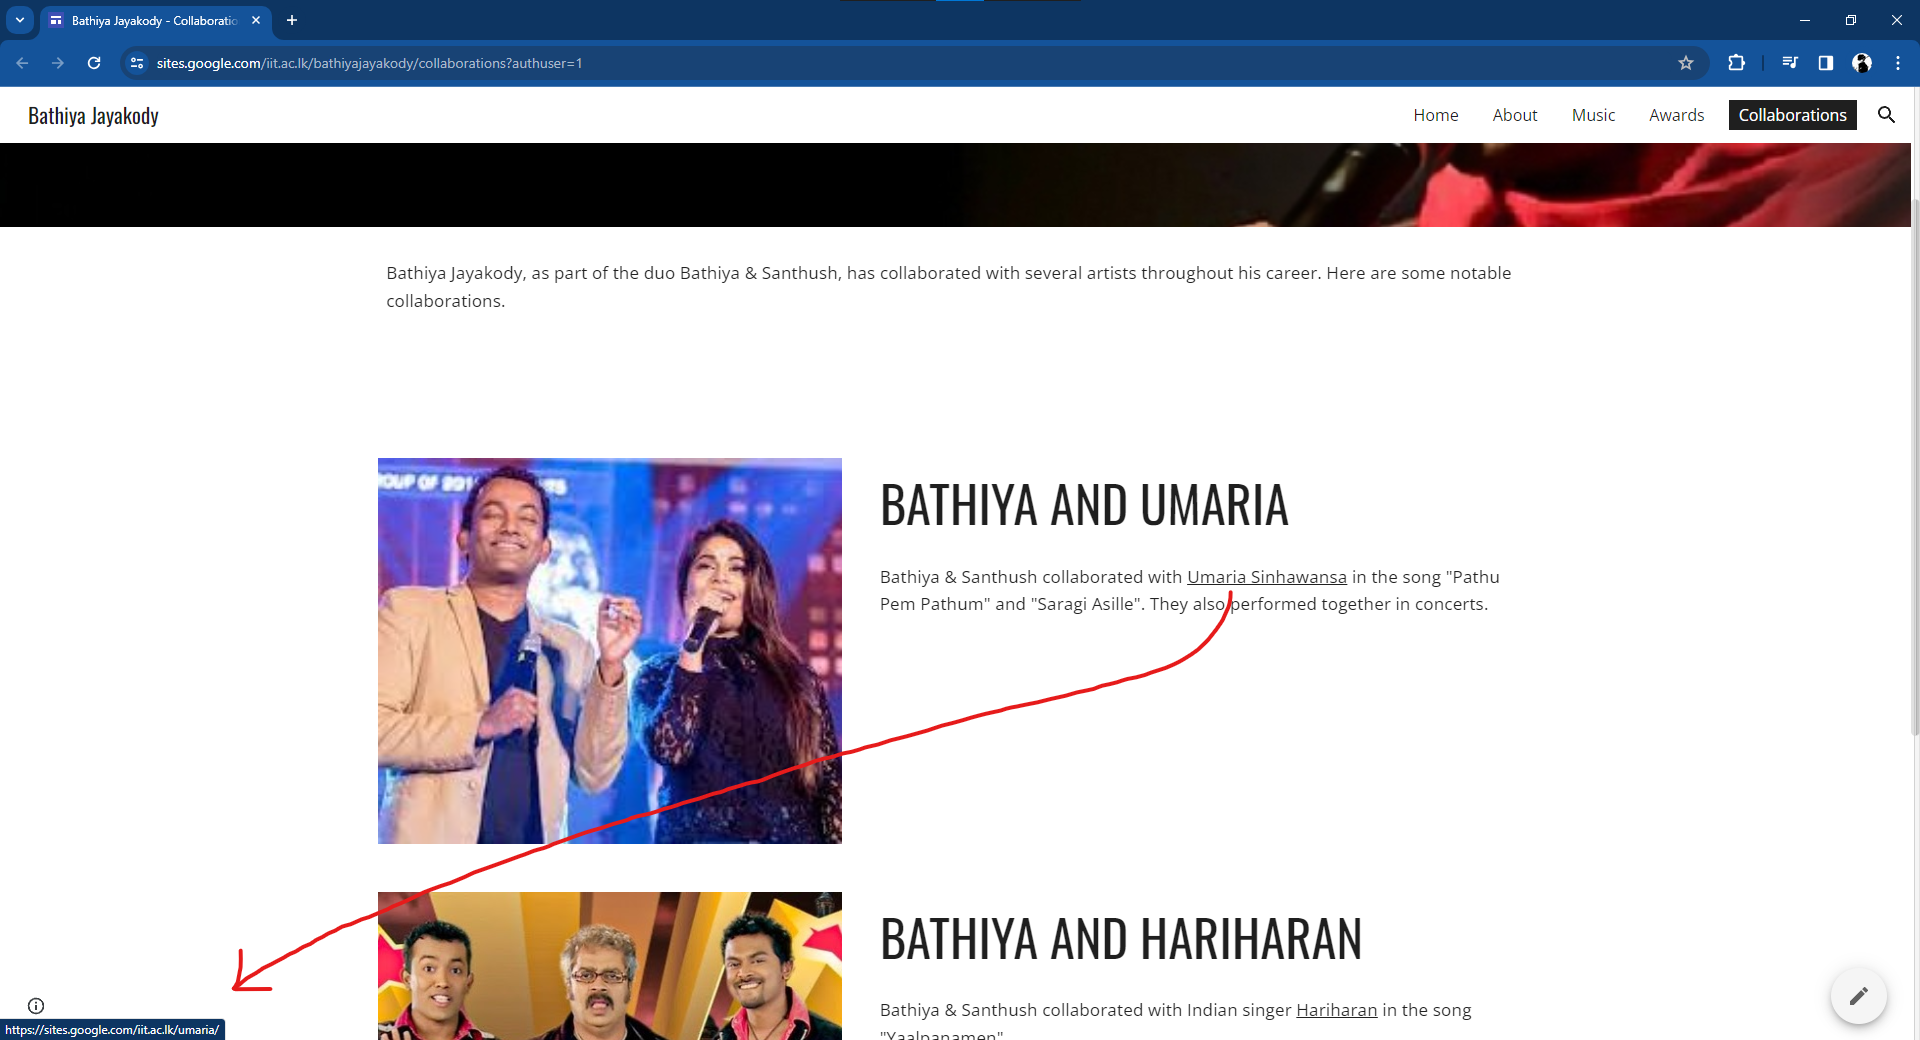 Bathiya Jayakody - Collaboratio
sites.google.com/iit.ac.lk/bathiyajayakody/collaborations?authuser=1
Bathiya Jayakody
Home About Music Awards Collaborations
Bathiya Jayakody, as part of the duo Bathiya & Santhush, has collaborated with several artists throughout his career. Here are some notable
collaborations.
BATHIYA AND UMARIA
Bathiya & Santhush collaborated with Umaria Sinhawansa in the song "Pathu
Pem Pathum" and "Saragi Asille". They also performed together in concerts.
BATHIYA AND HARIHARAN
Bathiya & Santhush collaborated with Indian singer Hariharan in the song
"Yaalpanamen"
https://sites.google.com/iit.ac.lk/umaria/